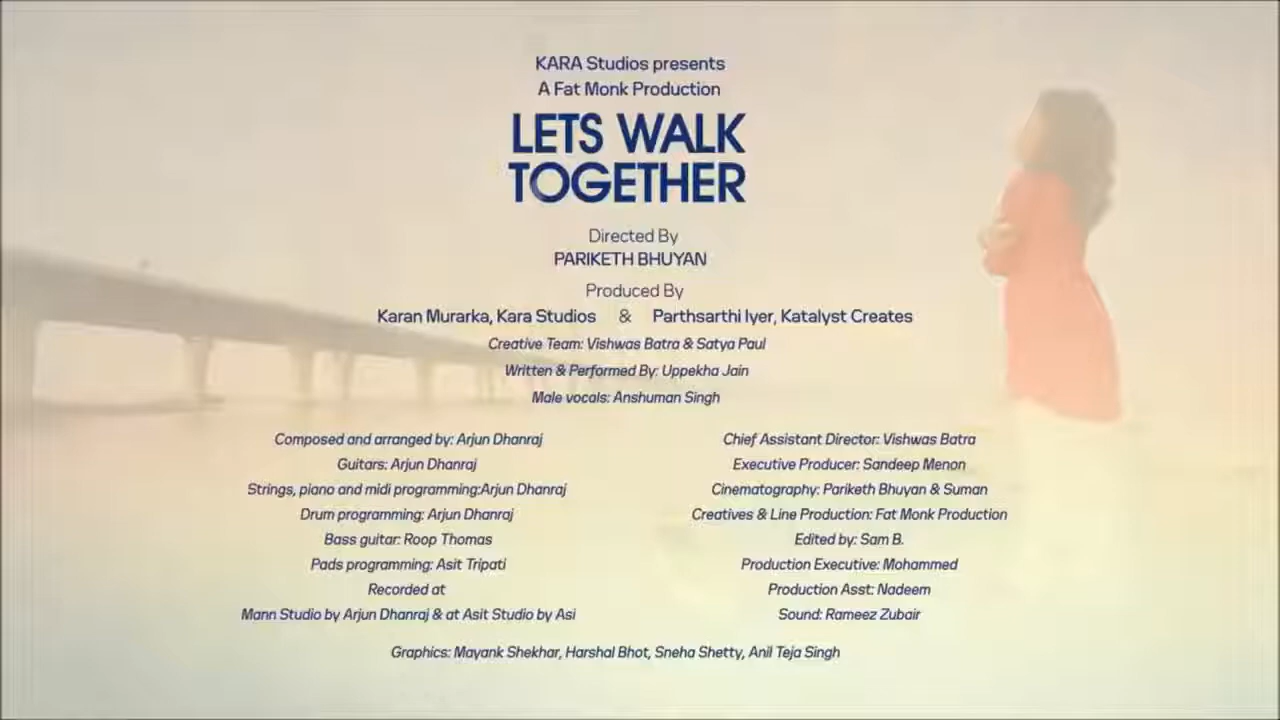 KARA Studios presents
A Fat Monk Production
LETS WALK
TOGETHER
Directed By
PARIKETH BHUYAN
Produced By
Karan Murarka, Kara Studios & Parthsarthi Iyer, Katalyst Creates
Creative Team: Vishwas Batra & Satya Paul
Written & Performed By: Uppekha Jain
Male vocals: Anshuman Singh
Composed and arranged by: Arjun Dhanraj
Guitars: Arjun Dhanraj
Strings, piano and midi programming:Arjun Dhanraj
Drum programming: Arjun Dhanraj
Bass guitar: Roop Thomas
Pads programming: Asit Tripati
Recorded at
Mann Studio by Arjun Dhanraj & at Asit Studio by Asi
Chief Assistant Director: Vishwas Batra
Executive Producer: Sandeep Menon
Cinematography: Pariketh Bhuyan & Suman
Creatives & Line Production: Fat Monk Production
Edited by: Sam B.
Production Executive: Mohammed
Production Asst: Nadeem
Sound: Rameez Zubair
Graphics: Mayank Shekhar, Harshal Bhot, Sneha Shetty, Anil Teja Singh